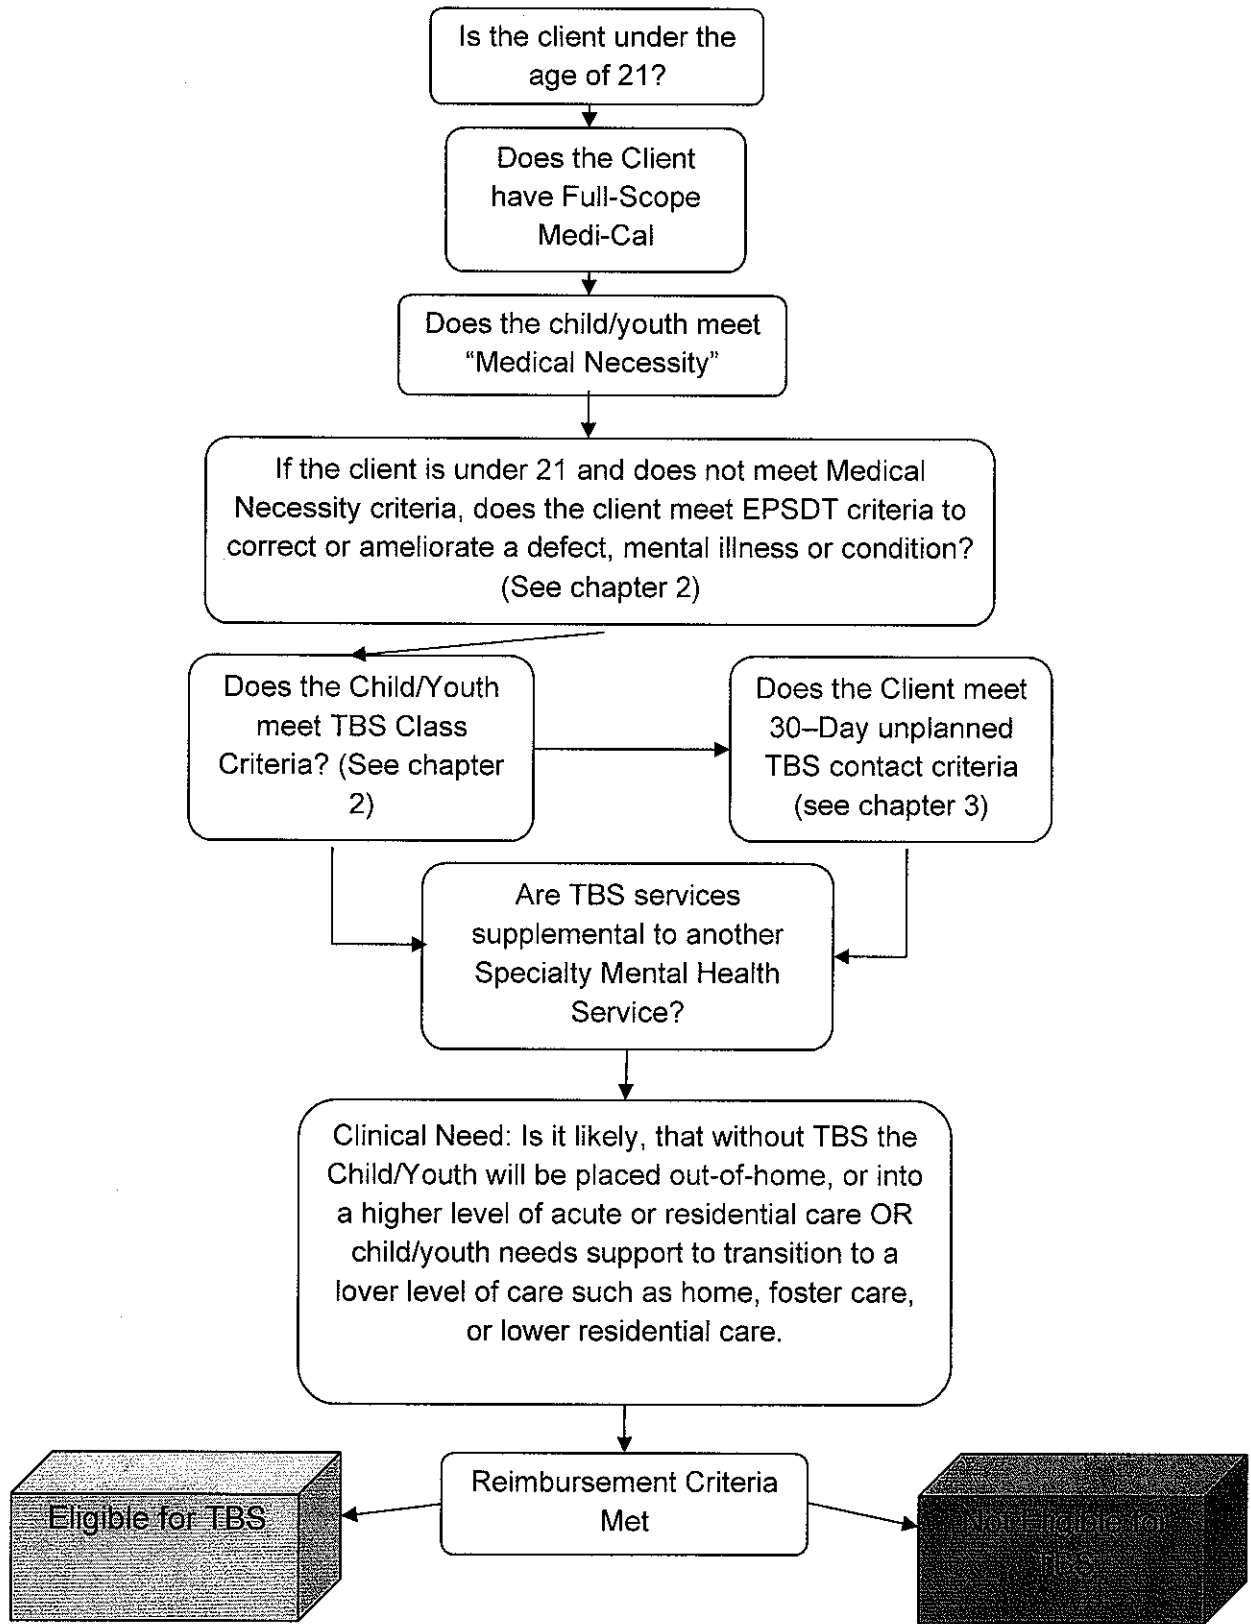 Is the client under the
age of 21?
Does the Client
have Full-Scope
Medi-Cal
Does the child/youth meet
“Medical Necessity”
If the client is under 21 and does not meet Medical
Necessity criteria, does the client meet EPSDT criteria to
correct or ameliorate a defect, mental illness or condition?
(See chapter 2)
Does the Child/Youth
meet TBS Class
Criteria? (See chapter
2)
Does the Client meet
30–Day unplanned
TBS contact criteria
(see chapter 3)
Are TBS services
supplemental to another
Specialty Mental Health
Service?
Clinical Need: Is it likely, that without TBS the
Child/Youth will be placed out-of-home, or into
a higher level of acute or residential care OR
child/youth needs support to transition to a
lover level of care such as home, foster care,
or lower residential care.
Reimbursement Criteria
Met
Eligible for TBS
Not Eligible for
TBS